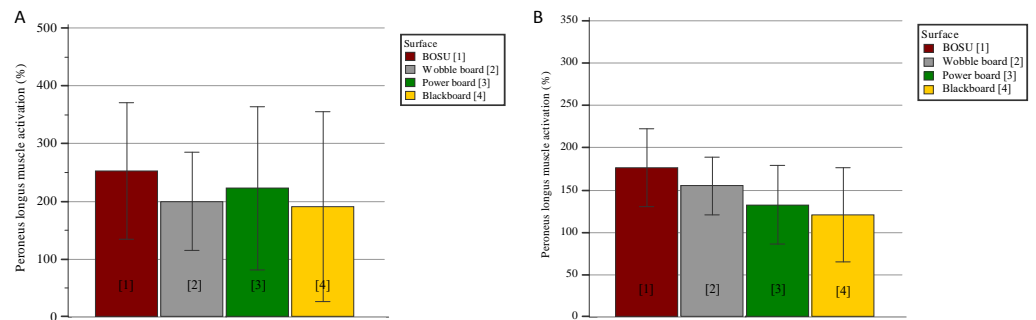 A
Peroneus longus muscle activation (%)
500
400
300
200
100
0
[1]
[2]
[3]
[4]
Surface
BOSU [1]
Wobble board [2]
Power board [3]
Blackboard [4]
B
Peroneus longus muscle activation (%)
350
300
250
200
150
100
50
0
[1]
[2]
[3]
[4]
Surface
BOSU [1]
Wobble board [2]
Power board [3]
Blackboard [4]